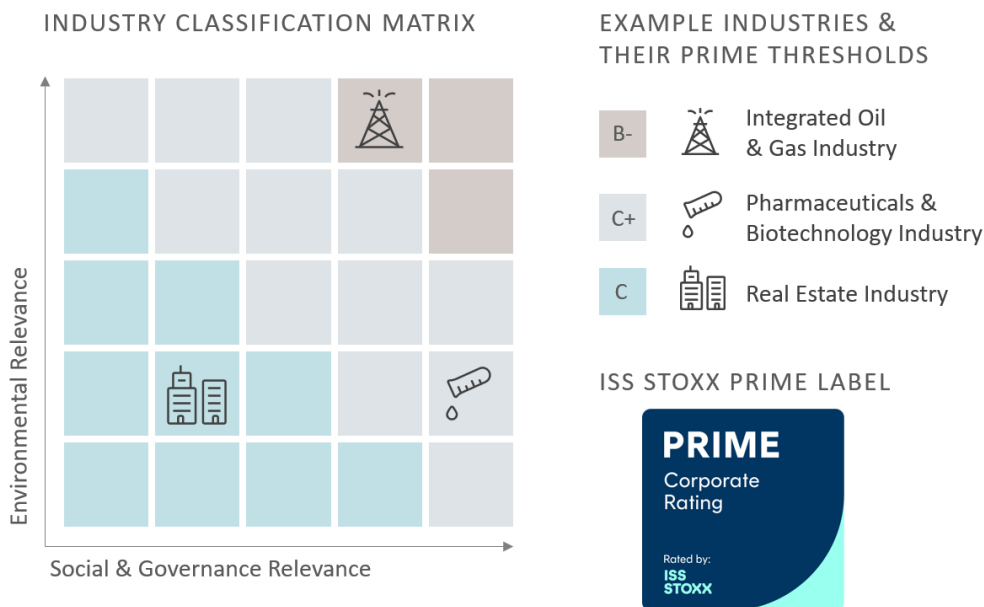 INDUSTRY CLASSIFICATION MATRIX
Environmental Relevance
Social & Governance Relevance
EXAMPLE INDUSTRIES &
THEIR PRIME THRESHOLDS
B-
Integrated Oil
& Gas Industry
C+
Pharmaceuticals &
Biotechnology Industry
C
Real Estate Industry
ISS STOXX PRIME LABEL
PRIME
Corporate
Rating
Rated by:
ISS
STOXX